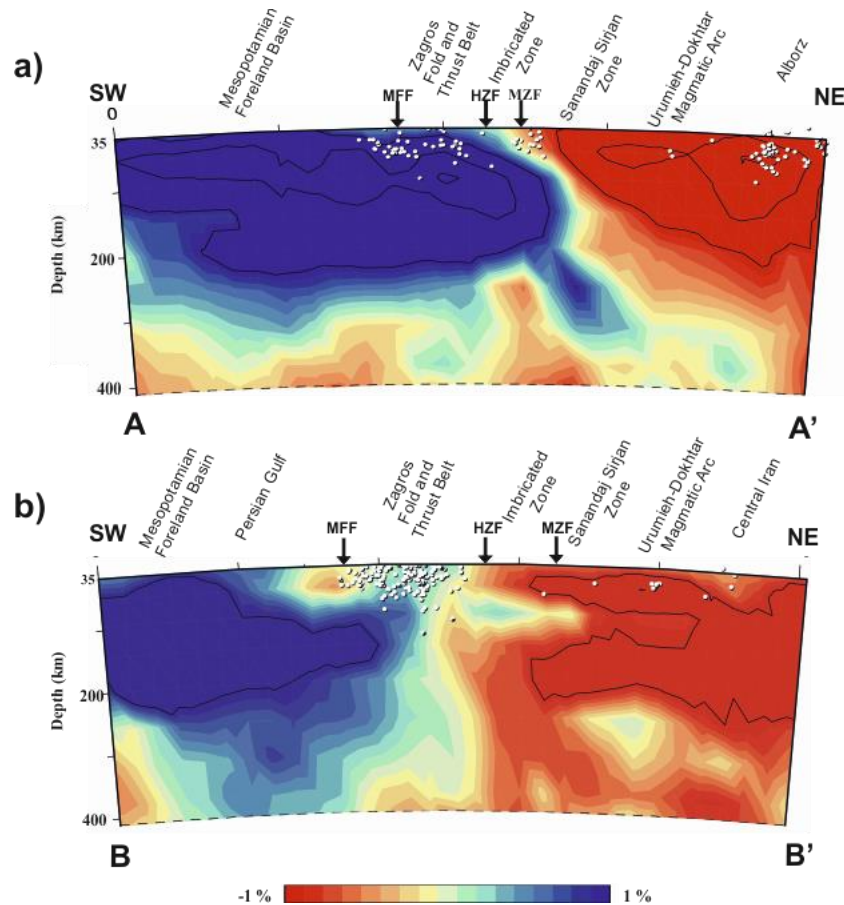 a)
SW
Mesopotamian
Foreland Basin
Zagros
Fold and
Thrust Belt
Imbricated
Zone
Sanandaj Sirjan
Zone
Urumieh-Dokhtar
Magmatic Arc
Alborz
NE
MFF
HZF
MZF
0
35
200
400
Depth (km)
A
A'
b)
SW
Mesopotamian
Foreland Basin
Persian Gulf
Zagros
Fold and
Thrust Belt
Imbricated
Zone
Sanandaj Sirjan
Zone
Urumieh-Dokhtar
Magmatic Arc
Central Iran
NE
MFF
HZF
MZF
35
200
400
Depth (km)
B
B'
-1 %
1 %